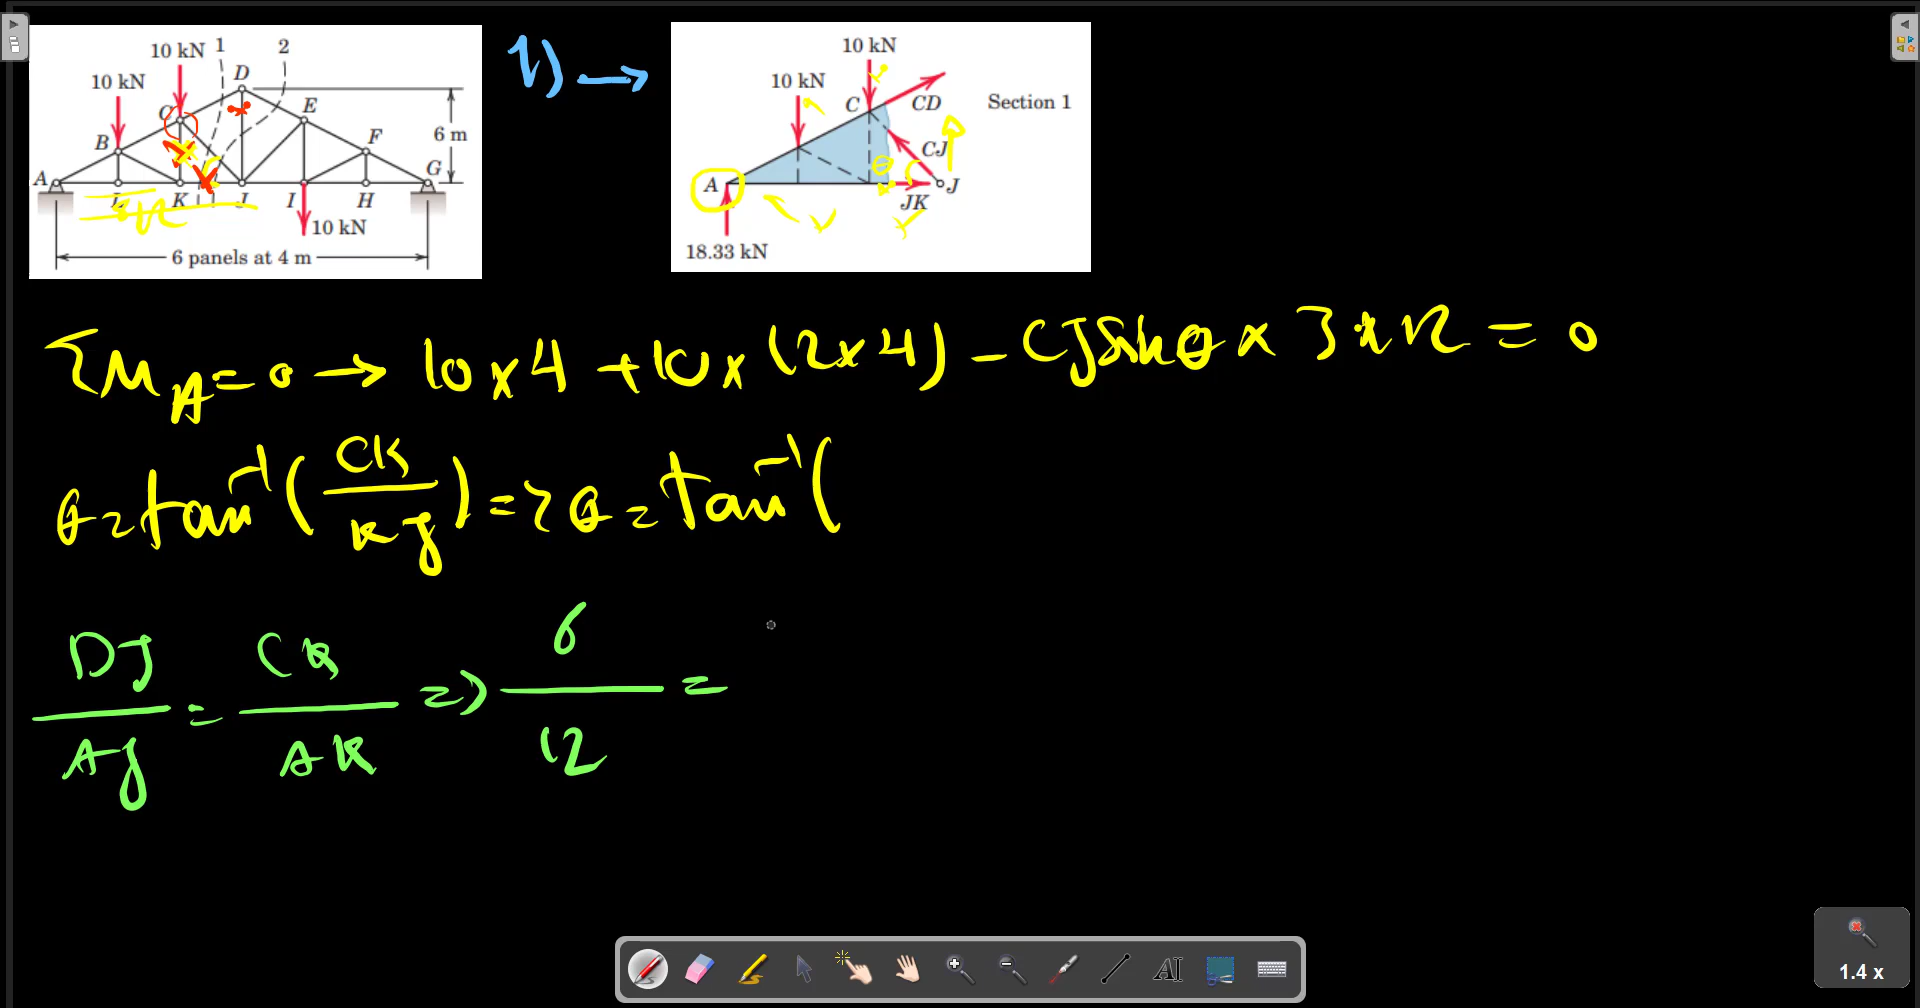 10 kN 1 2
10 kN D
C E
B F 6 m
A G
L K J I H
10 kN
6 panels at 4 m
1) →
10 kN
10 kN C CD Section 1
CJ
θ
A J
JK
18.33 kN
ΣM_A = 0 → 10 x 4 + 10 x (2 x 4) - CJ sin θ x 3 x 12 = 0
θ = tan⁻¹ (CK / KJ) => θ = tan⁻¹ (
DJ / AJ = CK / AK => 6 / 12 =
1.4 x